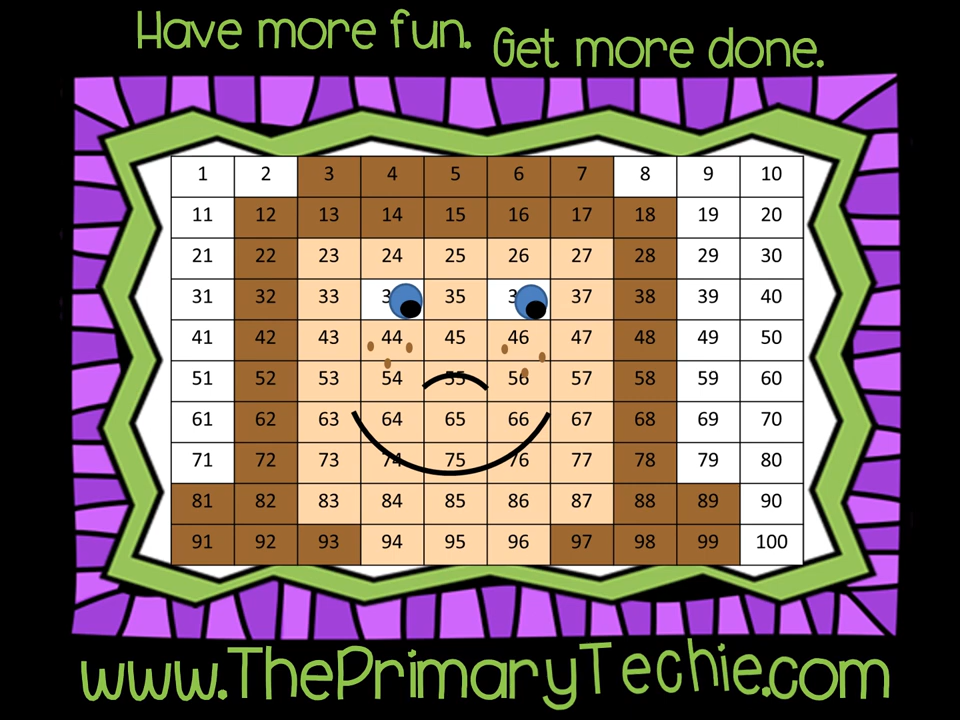 Have more fun. Get more done.
1 2 3 4 5 6 7 8 9 10
11 12 13 14 15 16 17 18 19 20
21 22 23 24 25 26 27 28 29 30
31 32 33 3 35 3 37 38 39 40
41 42 43 44 45 46 47 48 49 50
51 52 53 54 55 56 57 58 59 60
61 62 63 64 65 66 67 68 69 70
71 72 73 74 75 76 77 78 79 80
81 82 83 84 85 86 87 88 89 90
91 92 93 94 95 96 97 98 99 100
www.ThePrimaryTechie.com